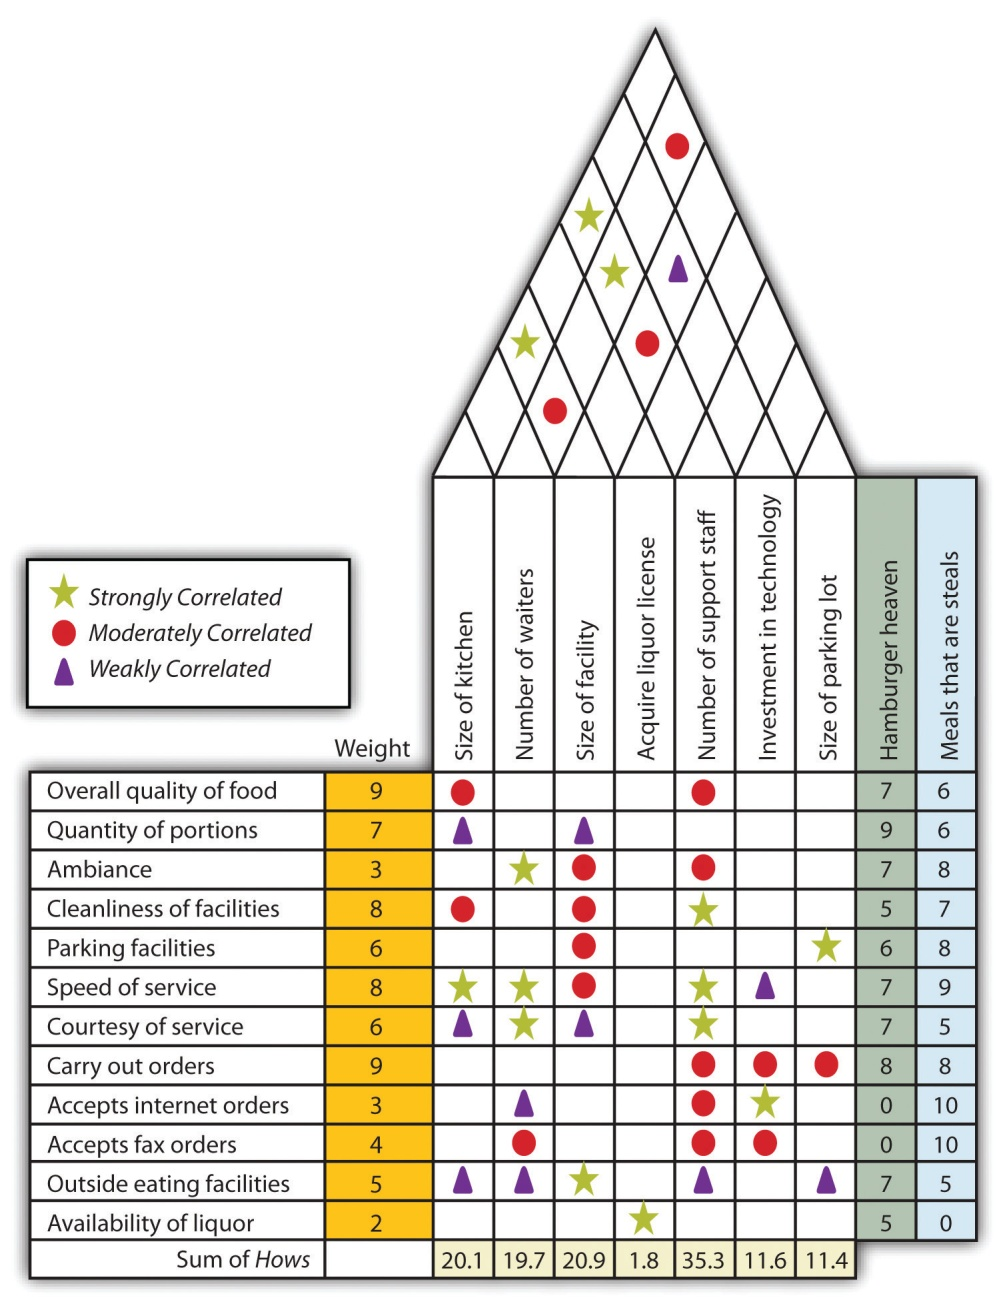 Strongly Correlated
Moderately Correlated
Weakly Correlated
Weight
Size of kitchen
Number of waiters
Size of facility
Acquire liquor license
Number of support staff
Investment in technology
Size of parking lot
Hamburger heaven
Meals that are steals
Overall quality of food 9 7 6
Quantity of portions 7 9 6
Ambiance 3 7 8
Cleanliness of facilities 8 5 7
Parking facilities 6 6 8
Speed of service 8 7 9
Courtesy of service 6 7 5
Carry out orders 9 8 8
Accepts internet orders 3 0 10
Accepts fax orders 4 0 10
Outside eating facilities 5 7 5
Availability of liquor 2 5 0
Sum of Hows 20.1 19.7 20.9 1.8 35.3 11.6 11.4